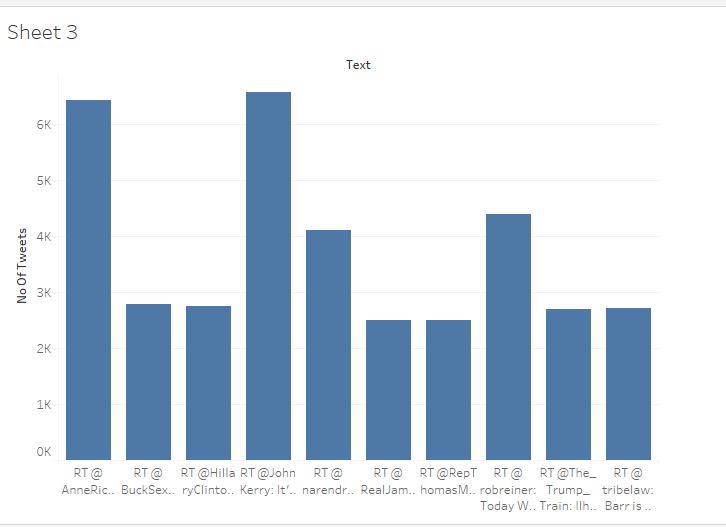 Sheet 3
Text
No Of Tweets
6K
5K
4K
3K
2K
1K
0K
RT @
AnneRic..
RT @
BuckSex..
RT @Hilla
ryClinto..
RT @John
Kerry: It'..
RT @
narendr..
RT @
RealJam..
RT @RepT
homasM..
RT @
robreiner:
Today W..
RT @The_
Trump_
Train: Ilh..
RT @
tribelaw:
Barr is ..